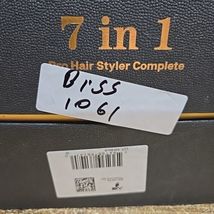 7 in 1
Pro Hair Styler Complete
Biss
1061